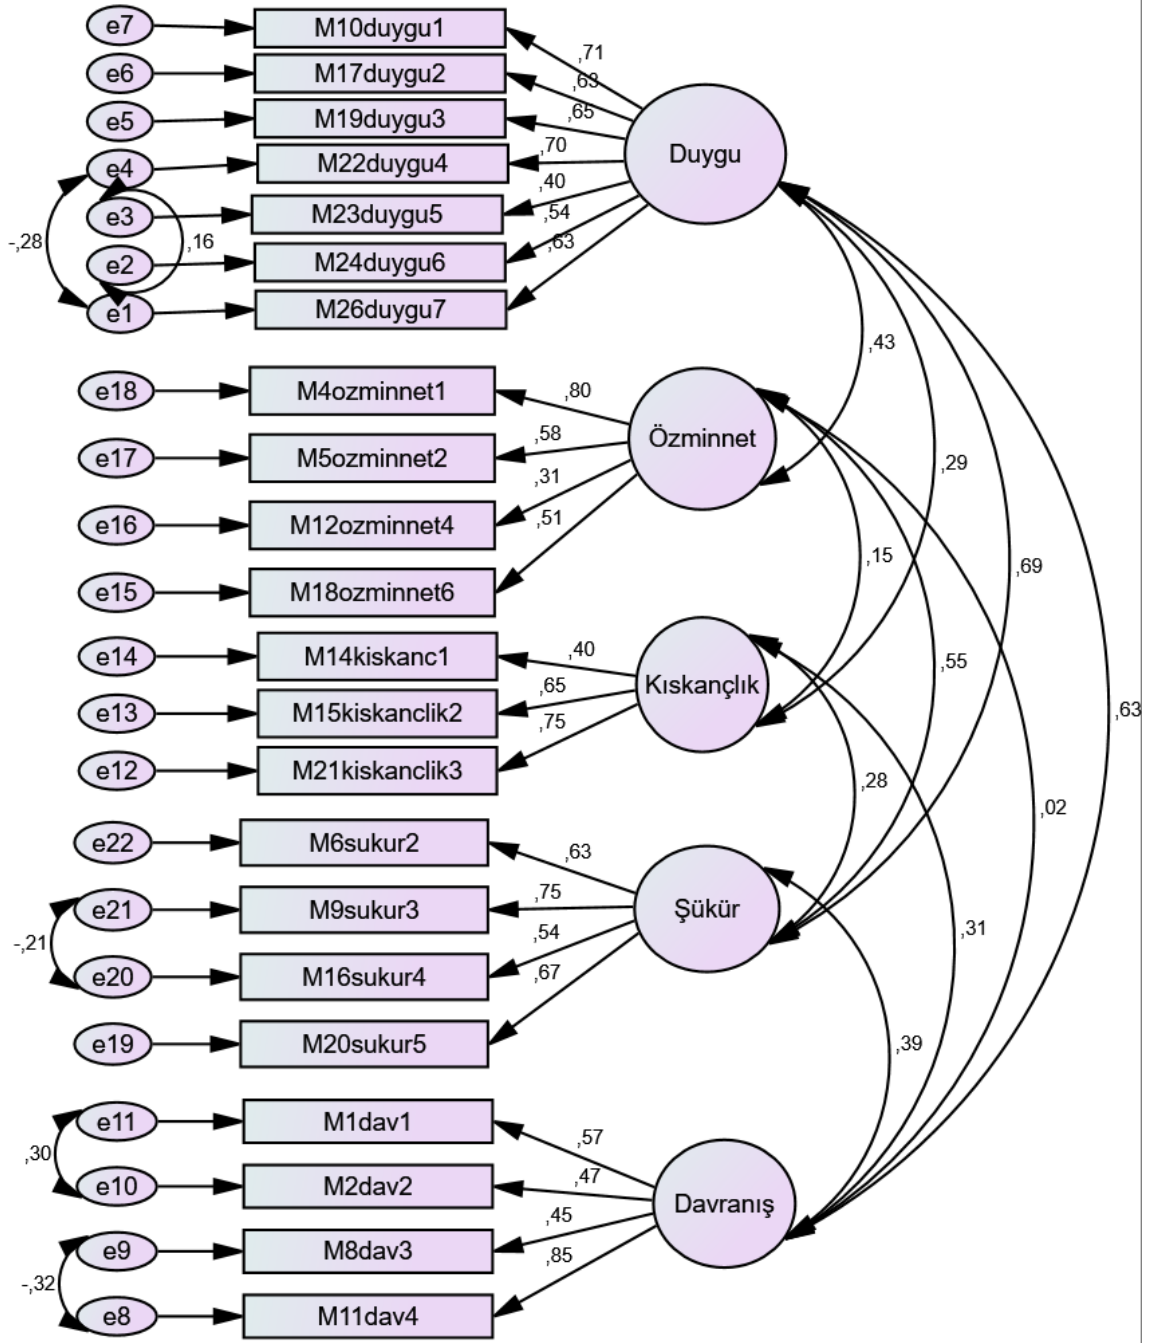 e7 M10duygu1 ,71
e6 M17duygu2 ,63
e5 M19duygu3 ,65
e4 M22duygu4 ,70
e3 M23duygu5 ,40
e2 M24duygu6 ,54
e1 M26duygu7 ,63
Duygu
-,28
,16
,43
e18 M4ozminnet1 ,80
e17 M5ozminnet2 ,58
e16 M12ozminnet4 ,31
e15 M18ozminnet6 ,51
Özminnet
,29
,15
,69
e14 M14kiskanc1 ,40
e13 M15kiskanclik2 ,65
e12 M21kiskanclik3 ,75
Kıskançlık
,55
,63
,28
,02
e22 M6sukur2 ,63
e21 M9sukur3 ,75
e20 M16sukur4 ,54
e19 M20sukur5 ,67
Şükür
-,21
,31
,39
e11 M1dav1 ,57
e10 M2dav2 ,47
e9 M8dav3 ,45
e8 M11dav4 ,85
Davranış
,30
-,32